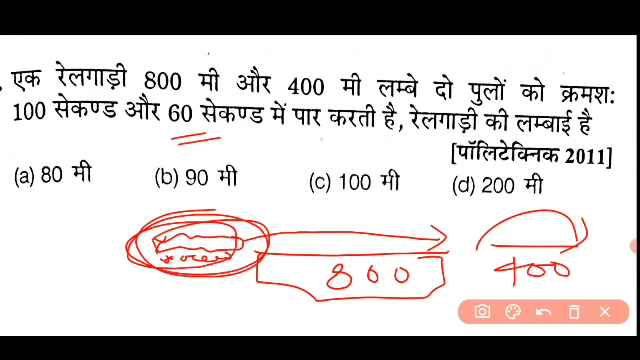 एक रेलगाड़ी 800 मी और 400 मी लम्बे दो पुलों को क्रमश:
100 सेकण्ड और 60 सेकण्ड में पार करती है, रेलगाड़ी की लम्बाई है
[पॉलिटेक्निक 2011]
(a) 80 मी (b) 90 मी (c) 100 मी (d) 200 मी
800 400